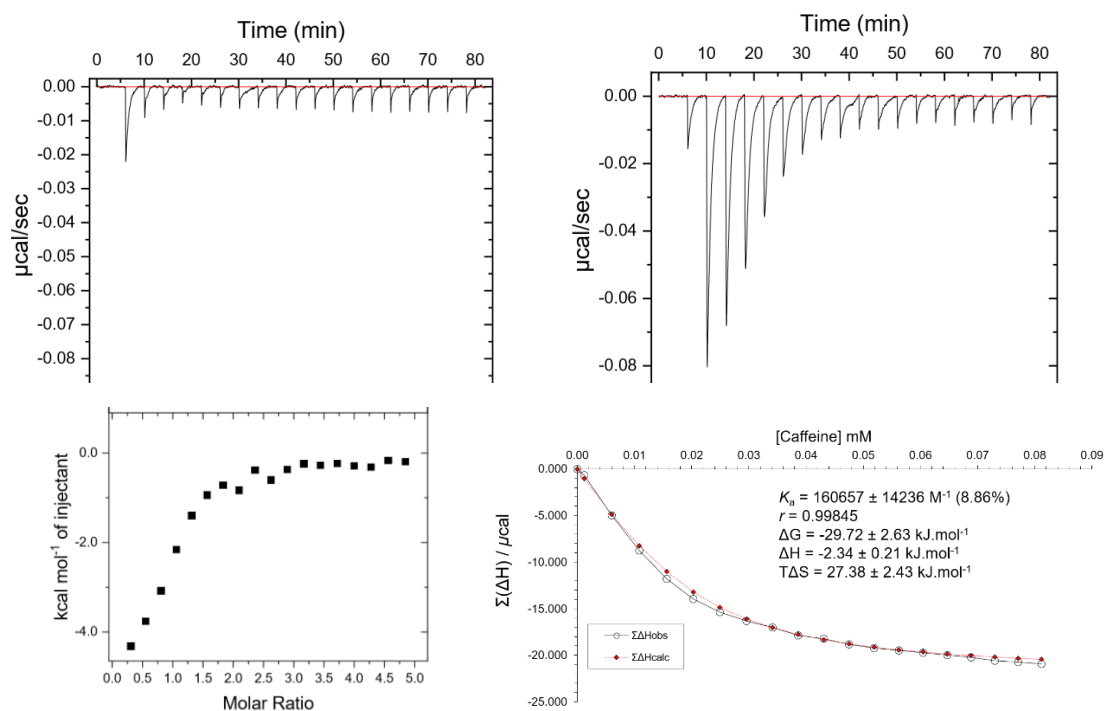 Time (min)
0 10 20 30 40 50 60 70 80
0.00
-0.01
-0.02
-0.03
-0.04
-0.05
-0.06
-0.07
-0.08
µcal/sec
Time (min)
0 10 20 30 40 50 60 70 80
0.00
-0.02
-0.04
-0.06
-0.08
µcal/sec
0.0
-2.0
-4.0
kcal mol⁻¹ of injectant
0.0 0.5 1.0 1.5 2.0 2.5 3.0 3.5 4.0 4.5 5.0
Molar Ratio
[Caffeine] mM
0.00 0.01 0.02 0.03 0.04 0.05 0.06 0.07 0.08 0.09
0.000
-5.000
-10.000
-15.000
-20.000
-25.000
Σ(ΔH) / µcal
Kₐ = 160657 ± 14236 M⁻¹ (8.86%)
r = 0.99845
ΔG = -29.72 ± 2.63 kJ.mol⁻¹
ΔH = -2.34 ± 0.21 kJ.mol⁻¹
TΔS = 27.38 ± 2.43 kJ.mol⁻¹
ΣΔHobs
ΣΔHcalc